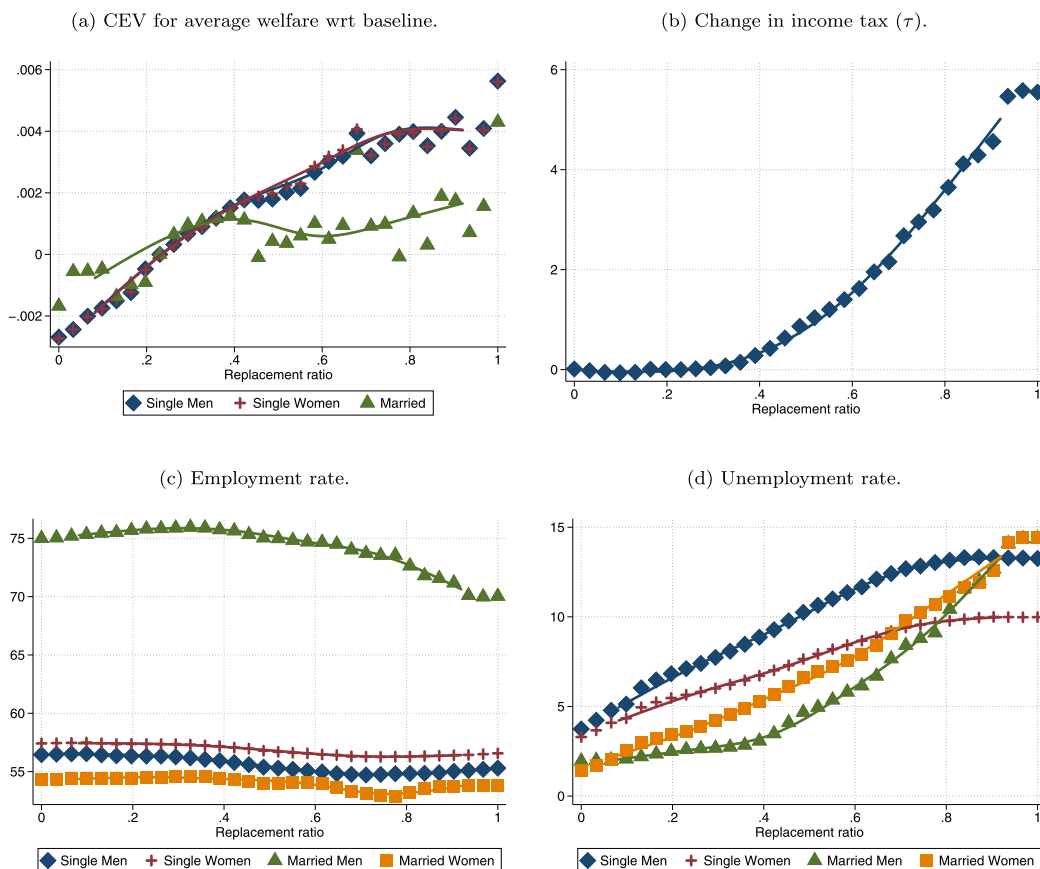 (a) CEV for average welfare wrt baseline.
.006
.004
.002
0
−.002
0 .2 .4 .6 .8 1
Replacement ratio
Single Men Single Women Married
(b) Change in income tax (τ).
6
4
2
0
0 .2 .4 .6 .8 1
Replacement ratio
(c) Employment rate.
75
70
65
60
55
0 .2 .4 .6 .8 1
Replacement ratio
Single Men Single Women Married Men Married Women
(d) Unemployment rate.
15
10
5
0
0 .2 .4 .6 .8 1
Replacement ratio
Single Men Single Women Married Men Married Women